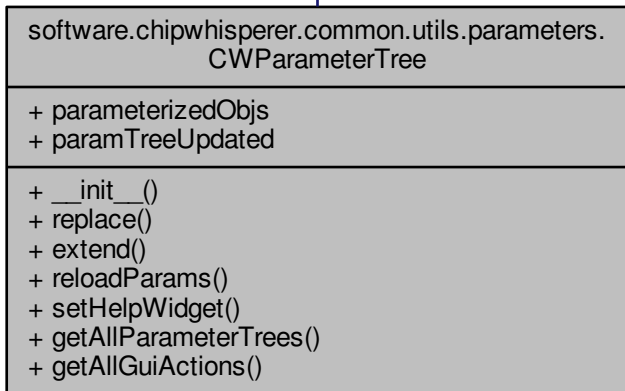 software.chipwhisperer.common.utils.parameters.
CWParameterTree
+ parameterizedObjs
+ paramTreeUpdated
+ __init__()
+ replace()
+ extend()
+ reloadParams()
+ setHelpWidget()
+ getAllParameterTrees()
+ getAllGuiActions()